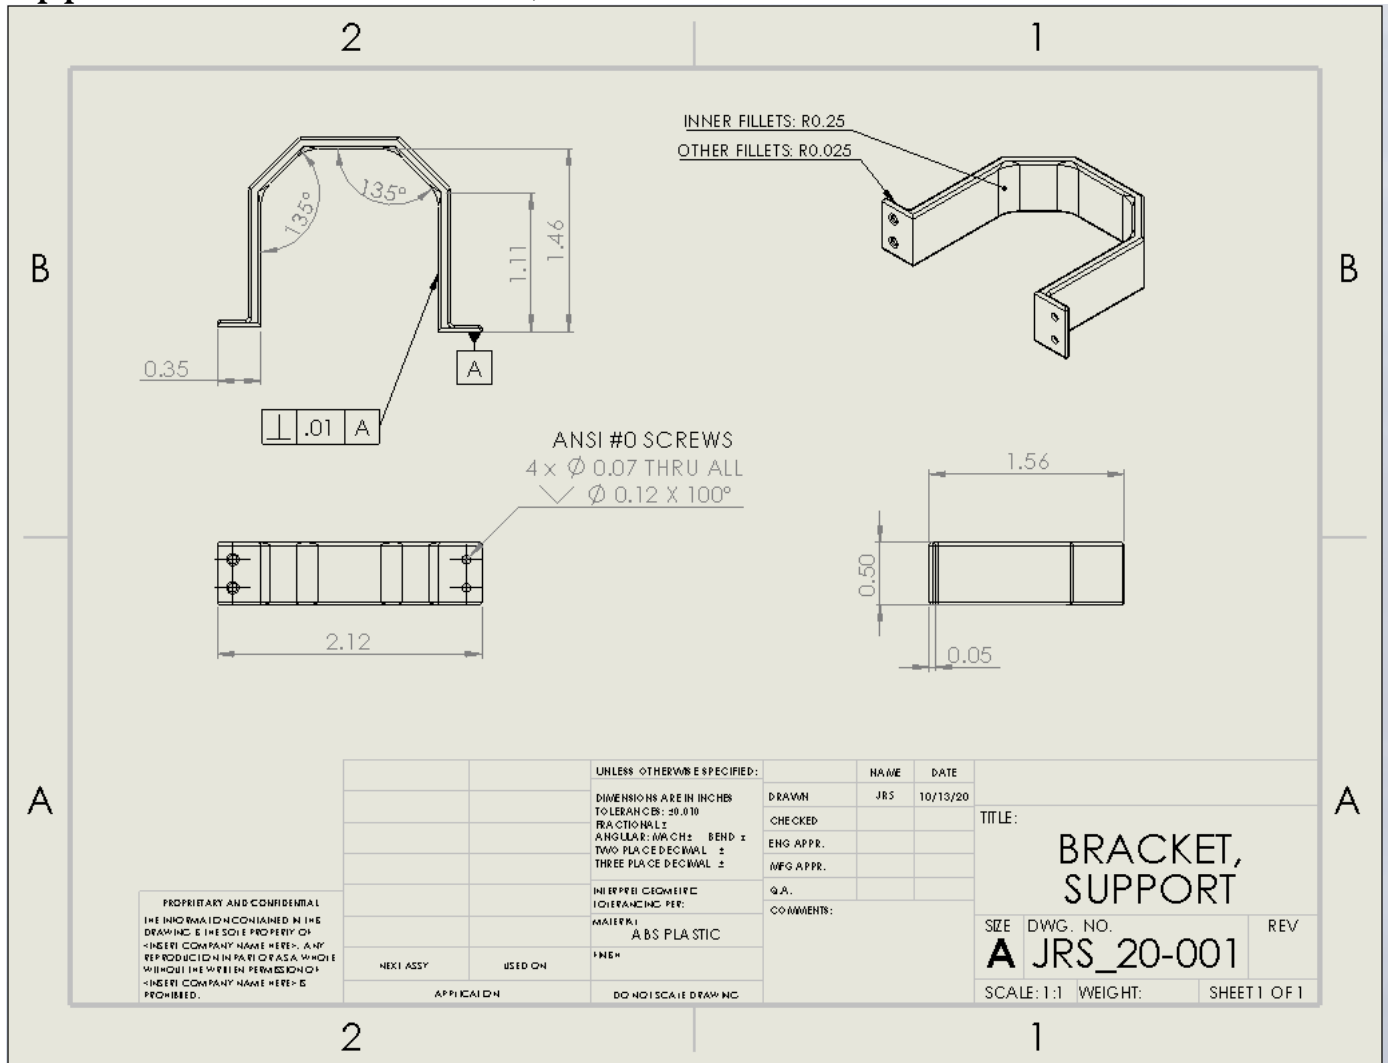 2 1
INNER FILLETS: R0.25
OTHER FILLETS: R0.025
135°
135°
1.11
1.46
B B
0.35
A
⊥ .01 A
ANSI #0 SCREWS
4 x ∅ 0.07 THRU ALL
⌵ ∅ 0.12 X 100°
1.56
0.50
2.12
0.05
A A
UNLESS OTHERWISE SPECIFIED:
DIMENSIONS ARE IN INCHES
TOLERANCES: ±0.010
FRACTIONAL ±
ANGULAR: MACH ± BEND ±
TWO PLACE DECIMAL ±
THREE PLACE DECIMAL ±
INTERPRET GEOMETRIC
TOLERANCING PER:
MATERIAL
ABS PLASTIC
FINISH
DO NOT SCALE DRAWING
NAME DATE
DRAWN JRS 10/13/20
CHECKED
ENG APPR.
MFG APPR.
Q.A.
COMMENTS:
TITLE:
BRACKET,
SUPPORT
SIZE DWG. NO. REV
A JRS_20-001
SCALE: 1:1 WEIGHT: SHEET 1 OF 1
PROPRIETARY AND CONFIDENTIAL
THE INFORMATION CONTAINED IN THIS
DRAWING IS THE SOLE PROPERTY OF
<INSERT COMPANY NAME HERE>. ANY
REPRODUCTION IN PART OR AS A WHOLE
WITHOUT THE WRITTEN PERMISSION OF
<INSERT COMPANY NAME HERE> IS
PROHIBITED.
NEXT ASSY USED ON
APPLICATION
2 1